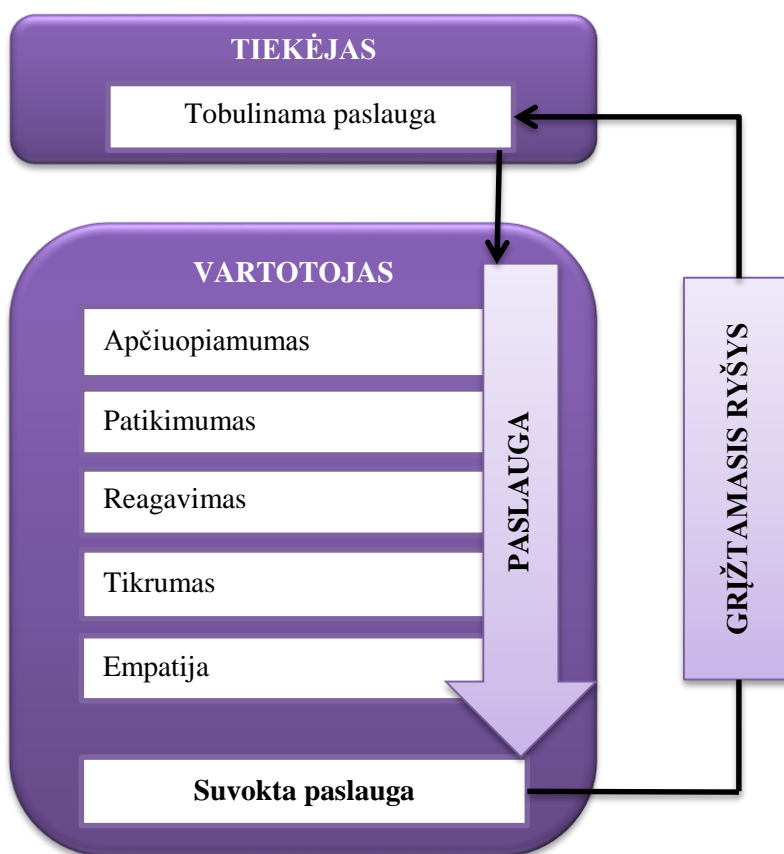 TIEKĖJAS
Tobulinama paslauga
VARTOTOJAS
Apčiuopiamumas
Patikimumas
Reagavimas
Tikrumas
Empatija
Suvokta paslauga
PASLAUGA
GRĮŽTAMASIS RYŠYS